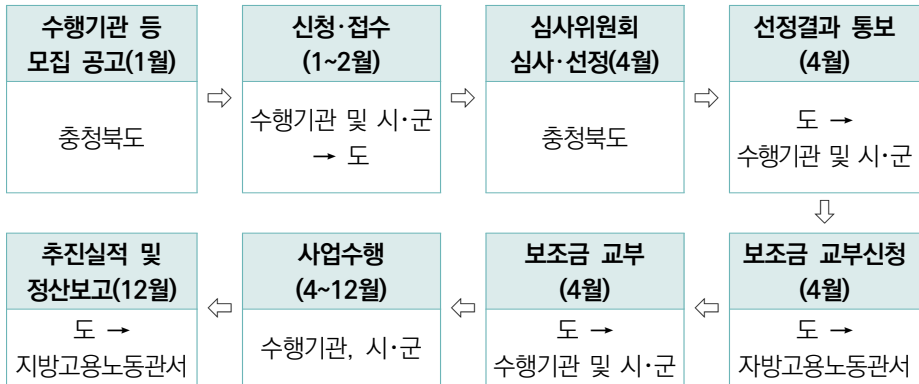 수행기관 등
모집 공고(1월)
충청북도
⇨
신청·접수
(1~2월)
수행기관 및 시·군
→ 도
⇨
심사위원회
심사·선정(4월)
충청북도
⇨
선정결과 통보
(4월)
도 →
수행기관 및 시·군
⇩
보조금 교부신청
(4월)
도 →
자방고용노동관서
⇦
보조금 교부
(4월)
도 →
수행기관 및 시·군
⇦
사업수행
(4~12월)
수행기관, 시·군
⇦
추진실적 및
정산보고(12월)
도 →
지방고용노동관서